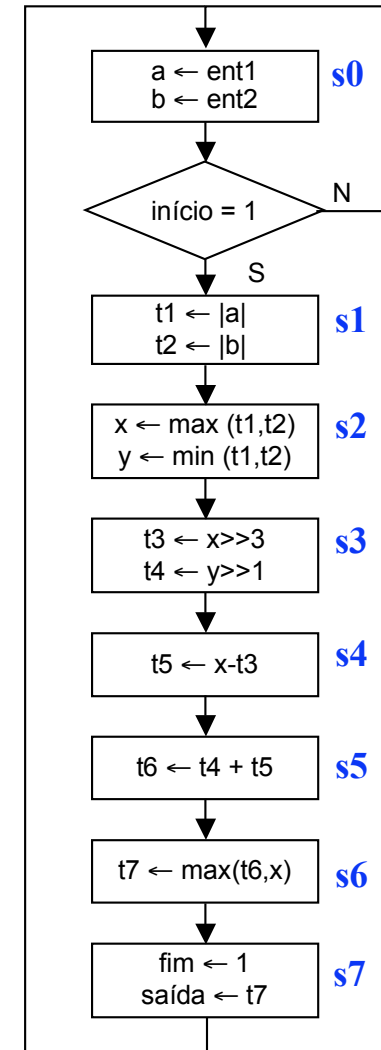 a ← ent1
b ← ent2
s0
início = 1
N
S
t1 ← |a|
t2 ← |b|
s1
x ← max (t1,t2)
y ← min (t1,t2)
s2
t3 ← x>>3
t4 ← y>>1
s3
t5 ← x-t3
s4
t6 ← t4 + t5
s5
t7 ← max(t6,x)
s6
fim ← 1
saída ← t7
s7